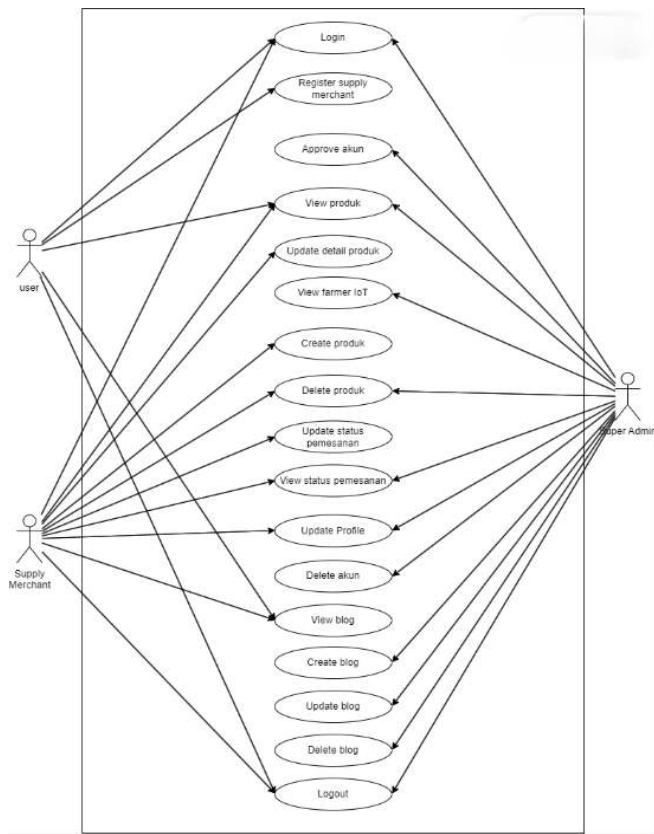 Login
Register supply
merchant
Approve akun
View produk
user
Update detail produk
View farmer IoT
Create produk
Delete produk
Super Admin
Update status
pemesanan
View status pemesanan
Update Profile
Supply
Merchant
Delete akun
View blog
Create blog
Update blog
Delete blog
Logout